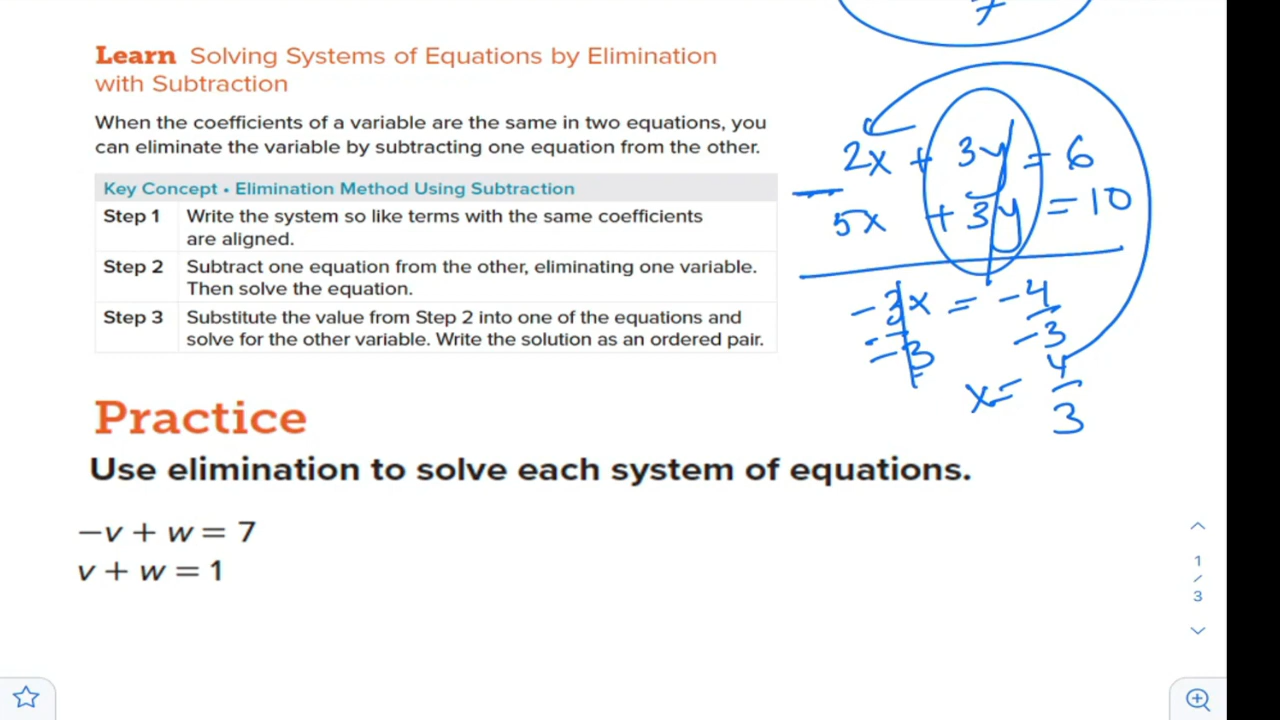 7
Learn Solving Systems of Equations by Elimination
with Subtraction
When the coefficients of a variable are the same in two equations, you
can eliminate the variable by subtracting one equation from the other.
Key Concept • Elimination Method Using Subtraction
Step 1 Write the system so like terms with the same coefficients
are aligned.
Step 2 Subtract one equation from the other, eliminating one variable.
Then solve the equation.
Step 3 Substitute the value from Step 2 into one of the equations and
solve for the other variable. Write the solution as an ordered pair.
2x + 3y = 6
− 5x + 3y = 10
-3x = -4
-3 -3
x = 4
3
Practice
Use elimination to solve each system of equations.
−v + w = 7
v + w = 1
1
/
3